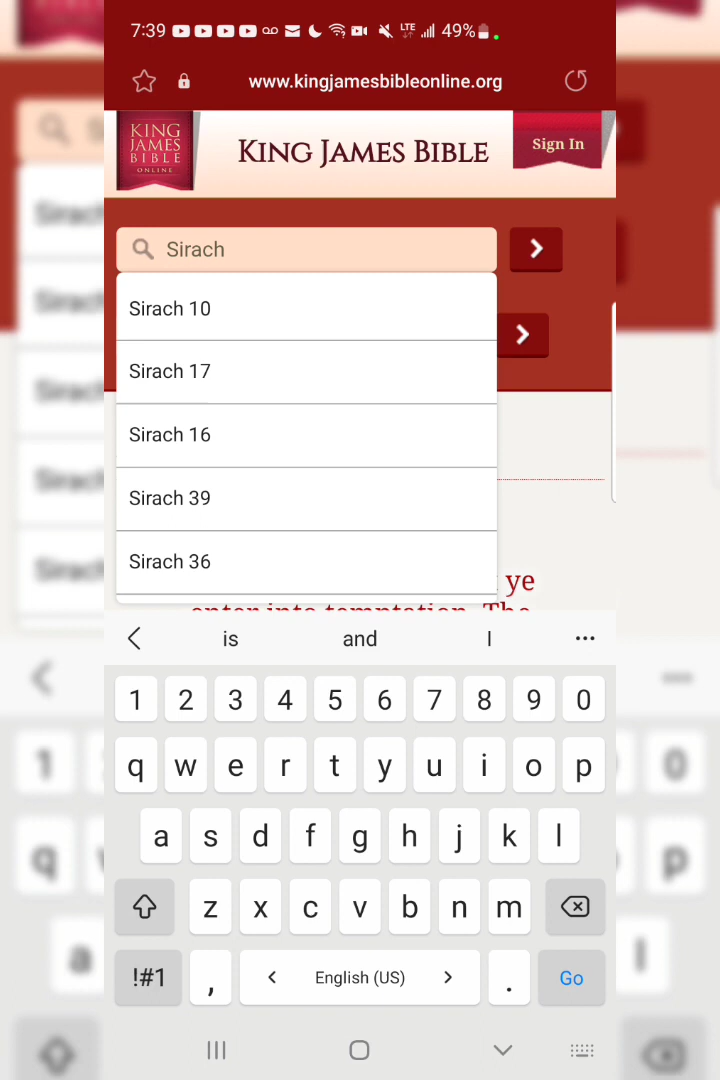 7:39 LTE 49%
www.kingjamesbibleonline.org
KING
JAMES
BIBLE
ONLINE
KING JAMES BIBLE
Sign In
Sirach
Sirach 10
Sirach 17
Sirach 16
Sirach 39
Sirach 36
ye
enter into temptation. The
is and I ...
1 2 3 4 5 6 7 8 9 0
q w e r t y u i o p
a s d f g h j k l
z x c v b n m
!#1 , < English (US) > . Go